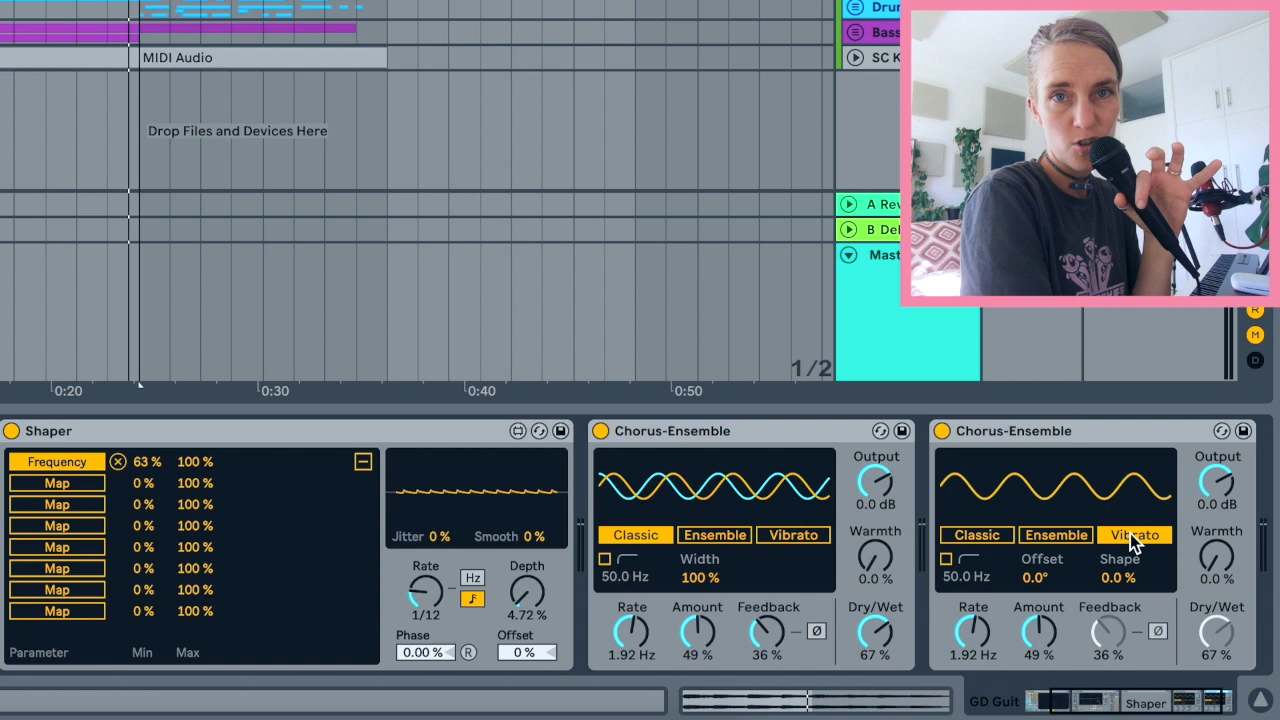 Drum
Bass
MIDI Audio
SC K
Drop Files and Devices Here
A Rev
B Del
Mast
R
M
D
1/2
0:20 0:30 0:40 0:50
Shaper
Frequency 63 % 100 %
Map 0 % 100 %
Map 0 % 100 %
Map 0 % 100 %
Map 0 % 100 %
Map 0 % 100 %
Map 0 % 100 %
Map 0 % 100 %
Parameter Min Max
Jitter 0 % Smooth 0 %
Rate Hz Depth
1/12 4.72 %
Phase Offset
0.00 % R 0 %
Chorus-Ensemble
Output
0.0 dB
Classic Ensemble Vibrato
Warmth
0.0 %
Width
50.0 Hz 100 %
Rate Amount Feedback Dry/Wet
Ø
1.92 Hz 49 % 36 % 67 %
Chorus-Ensemble
Output
0.0 dB
Classic Ensemble Vibrato
Warmth
0.0 %
Offset Shape
50.0 Hz 0.0° 0.0 %
Rate Amount Feedback Dry/Wet
Ø
1.92 Hz 49 % 36 % 67 %
GD Guit Shaper